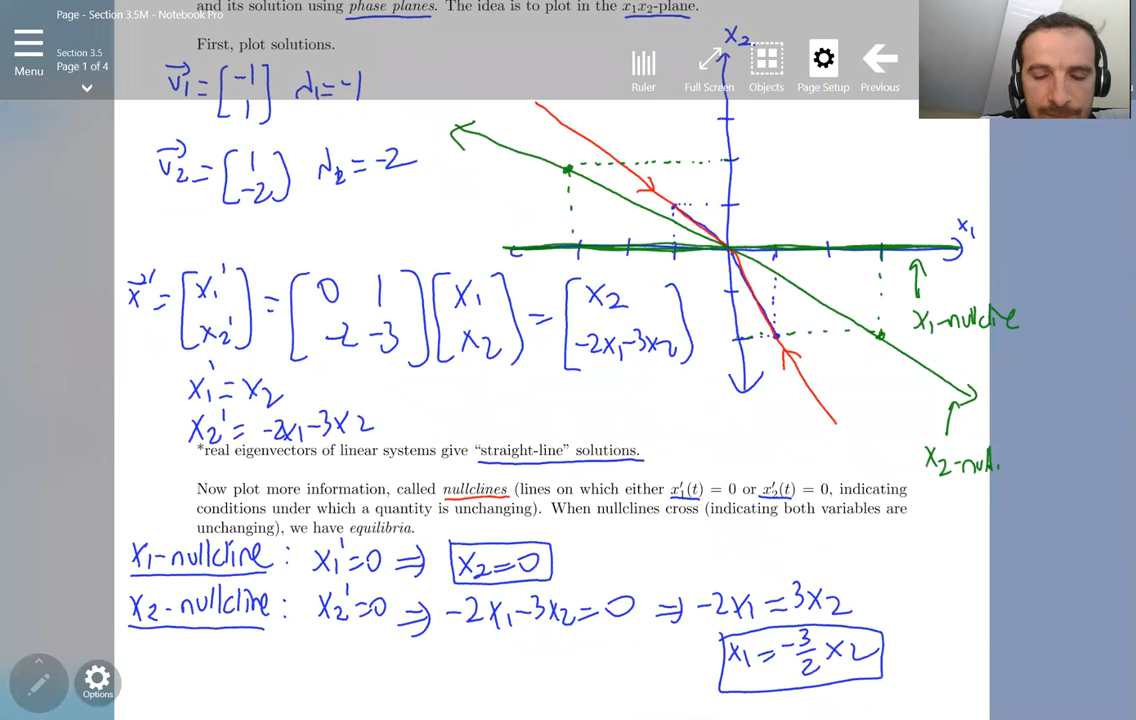 Page - Section 3.5M - Notebook Pro
and its solution using phase planes. The idea is to plot in the x₁x₂-plane.
Menu
Section 3.5
Page 1 of 4
First, plot solutions.
Ruler
Full Screen
Objects
Page Setup
Previous
v₁ = [-1 1] λ₁=-1
v₂ = [1 -2] λ₂=-2
x₂
x₁
x₁-nullcline
x₂-null.
x⃗' = [x₁' x₂'] = [0 1 -2 -3] [x₁ x₂] = [x₂ -2x₁-3x₂]
x₁' = x₂
x₂' = -2x₁-3x₂
*real eigenvectors of linear systems give “straight-line” solutions.
Now plot more information, called nullclines (lines on which either x₁′(t) = 0 or x₂′(t) = 0, indicating
conditions under which a quantity is unchanging). When nullclines cross (indicating both variables are
unchanging), we have equilibria.
x₁-nullcline: x₁'=0 ⇒ x₂=0
x₂-nullcline: x₂'=0 ⇒ -2x₁-3x₂=0 ⇒ -2x₁=3x₂
x₁=-3/2 x₂
Options